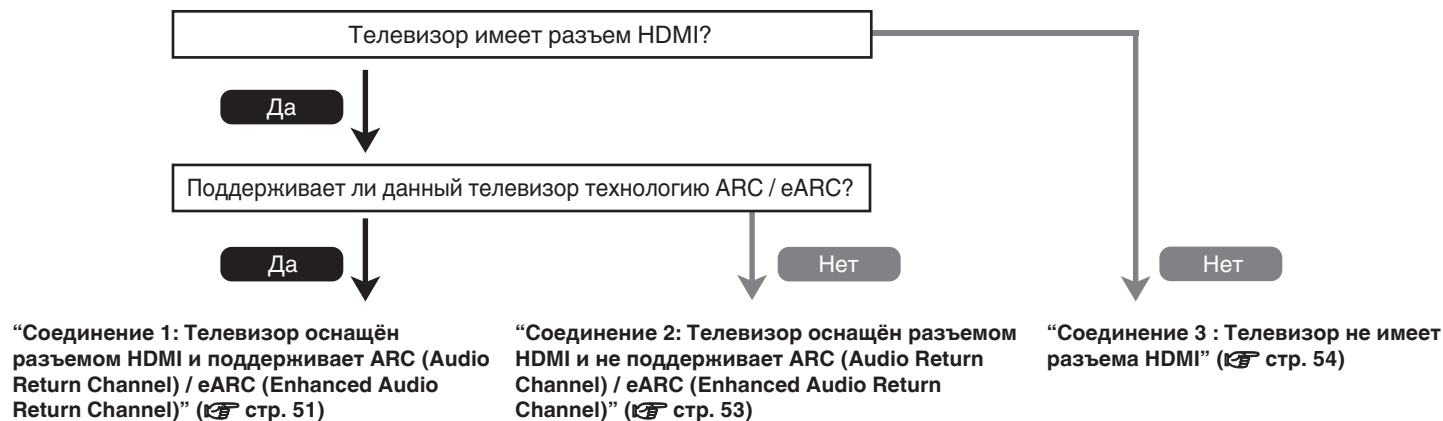 Телевизор имеет разъем HDMI?
Да
Поддерживает ли данный телевизор технологию ARC / eARC?
Да
Нет
Нет
“Соединение 1: Телевизор оснащён
разъемом HDMI и поддерживает ARC (Audio
Return Channel) / eARC (Enhanced Audio
Return Channel)” (☞ стр. 51)
“Соединение 2: Телевизор оснащён разъемом
HDMI и не поддерживает ARC (Audio Return
Channel) / eARC (Enhanced Audio Return
Channel)” (☞ стр. 53)
“Соединение 3 : Телевизор не имеет
разъема HDMI” (☞ стр. 54)